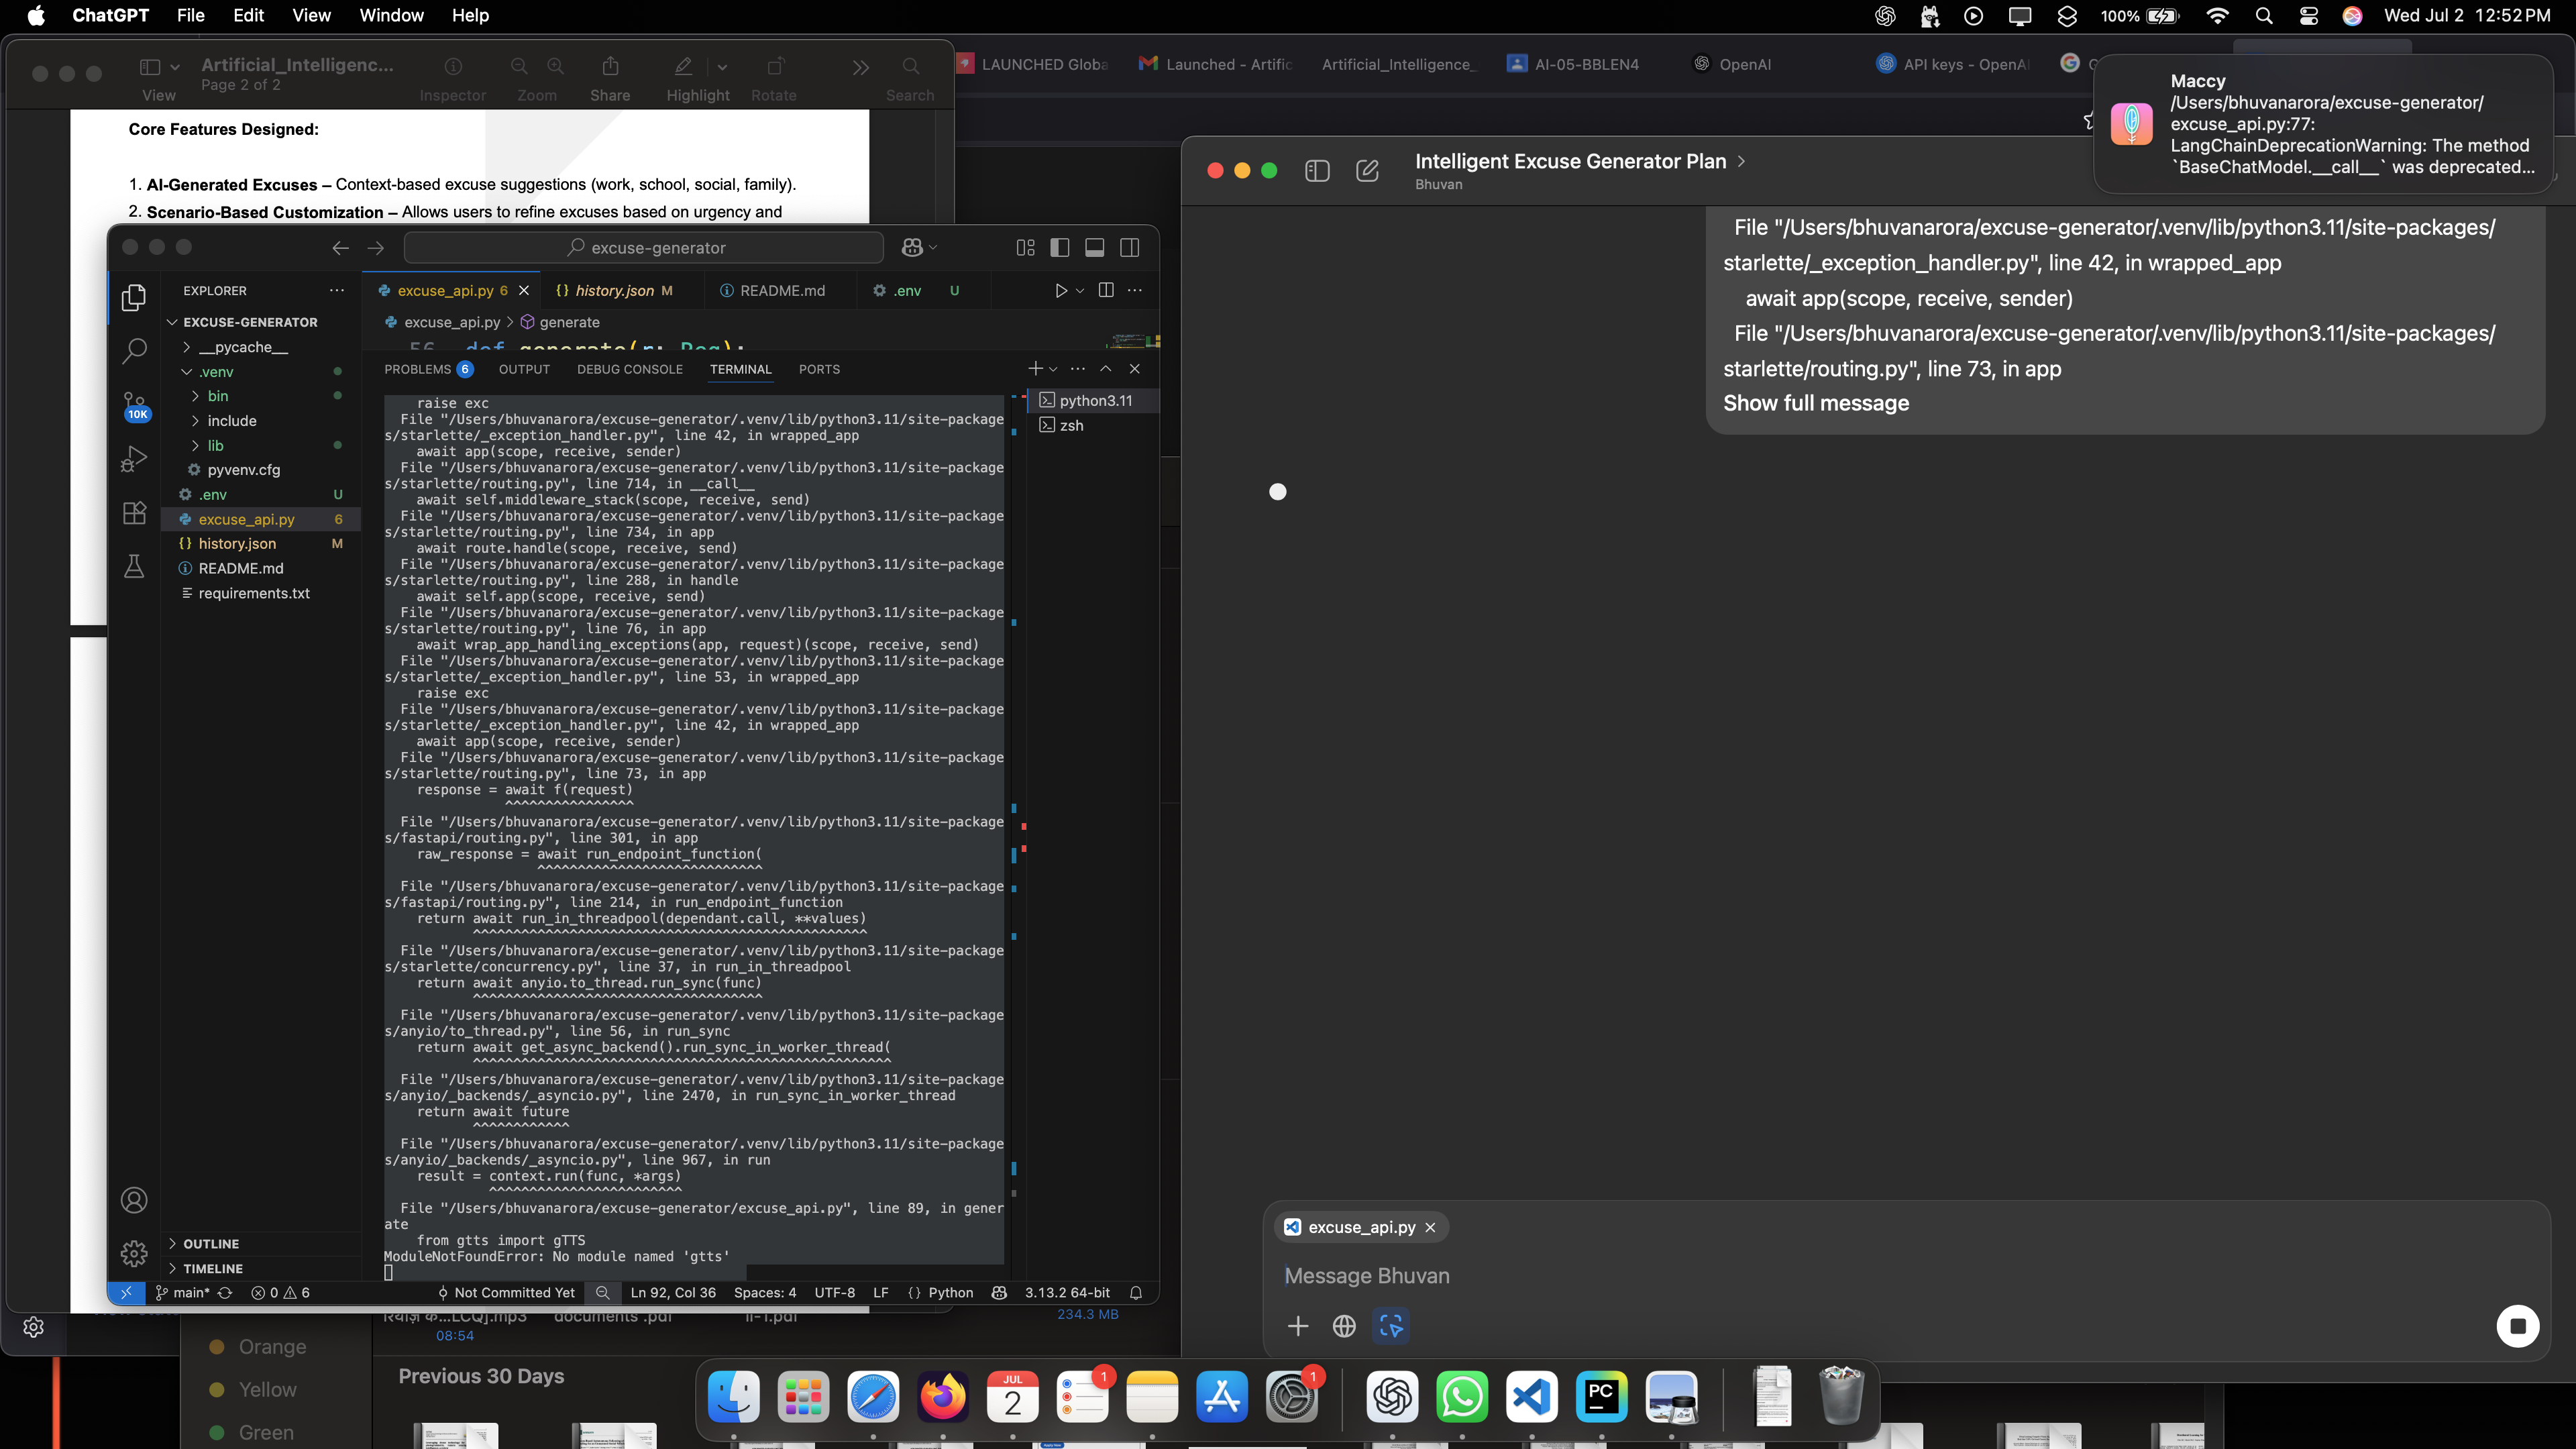 ChatGPT File Edit View Window Help
100% Wed Jul 2 12:52 PM
Artificial_Intelligenc...
Page 2 of 2
View Inspector Zoom Share Highlight Rotate Search
LAUNCHED Globa
Launched - Artific
Artificial_Intelligence_
AI-05-BBLEN4
OpenAI
API keys - OpenAI
Maccy
/Users/bhuvanarora/excuse-generator/
excuse_api.py:77:
LangChainDeprecationWarning: The method
`BaseChatModel.__call__` was deprecated...
Core Features Designed:
1. AI-Generated Excuses – Context-based excuse suggestions (work, school, social, family).
2. Scenario-Based Customization – Allows users to refine excuses based on urgency and
excuse-generator
EXPLORER
EXCUSE-GENERATOR
__pycache__
.venv
bin
include
lib
pyvenv.cfg
.env U
excuse_api.py 6
history.json M
README.md
requirements.txt
10K
OUTLINE
TIMELINE
excuse_api.py 6
history.json M
README.md
.env U
excuse_api.py > generate
56 def generate(r: Req):
PROBLEMS 6 OUTPUT DEBUG CONSOLE TERMINAL PORTS
python3.11
zsh
raise exc
File "/Users/bhuvanarora/excuse-generator/.venv/lib/python3.11/site-package
s/starlette/_exception_handler.py", line 42, in wrapped_app
await app(scope, receive, sender)
File "/Users/bhuvanarora/excuse-generator/.venv/lib/python3.11/site-package
s/starlette/routing.py", line 714, in __call__
await self.middleware_stack(scope, receive, send)
File "/Users/bhuvanarora/excuse-generator/.venv/lib/python3.11/site-package
s/starlette/routing.py", line 734, in app
await route.handle(scope, receive, send)
File "/Users/bhuvanarora/excuse-generator/.venv/lib/python3.11/site-package
s/starlette/routing.py", line 288, in handle
await self.app(scope, receive, send)
File "/Users/bhuvanarora/excuse-generator/.venv/lib/python3.11/site-package
s/starlette/routing.py", line 76, in app
await wrap_app_handling_exceptions(app, request)(scope, receive, send)
File "/Users/bhuvanarora/excuse-generator/.venv/lib/python3.11/site-package
s/starlette/_exception_handler.py", line 53, in wrapped_app
raise exc
File "/Users/bhuvanarora/excuse-generator/.venv/lib/python3.11/site-package
s/starlette/_exception_handler.py", line 42, in wrapped_app
await app(scope, receive, sender)
File "/Users/bhuvanarora/excuse-generator/.venv/lib/python3.11/site-package
s/starlette/routing.py", line 73, in app
response = await f(request)
^^^^^^^^^^^^^^^^
File "/Users/bhuvanarora/excuse-generator/.venv/lib/python3.11/site-package
s/fastapi/routing.py", line 301, in app
raw_response = await run_endpoint_function(
^^^^^^^^^^^^^^^^^^^^^^^^^^^^
File "/Users/bhuvanarora/excuse-generator/.venv/lib/python3.11/site-package
s/fastapi/routing.py", line 214, in run_endpoint_function
return await run_in_threadpool(dependant.call, **values)
^^^^^^^^^^^^^^^^^^^^^^^^^^^^^^^^^^^^^^^^^^^^^^^^^
File "/Users/bhuvanarora/excuse-generator/.venv/lib/python3.11/site-package
s/starlette/concurrency.py", line 37, in run_in_threadpool
return await anyio.to_thread.run_sync(func)
^^^^^^^^^^^^^^^^^^^^^^^^^^^^^^^^^^^^
File "/Users/bhuvanarora/excuse-generator/.venv/lib/python3.11/site-package
s/anyio/to_thread.py", line 56, in run_sync
return await get_async_backend().run_sync_in_worker_thread(
^^^^^^^^^^^^^^^^^^^^^^^^^^^^^^^^^^^^^^^^^^^^^^^^^^^^
File "/Users/bhuvanarora/excuse-generator/.venv/lib/python3.11/site-package
s/anyio/_backends/_asyncio.py", line 2470, in run_sync_in_worker_thread
return await future
^^^^^^^^^^^^
File "/Users/bhuvanarora/excuse-generator/.venv/lib/python3.11/site-package
s/anyio/_backends/_asyncio.py", line 967, in run
result = context.run(func, *args)
^^^^^^^^^^^^^^^^^^^^^^^^
File "/Users/bhuvanarora/excuse-generator/excuse_api.py", line 89, in gener
ate
from gtts import gTTS
ModuleNotFoundError: No module named 'gtts'
main* 0 6 Not Committed Yet Ln 92, Col 36 Spaces: 4 UTF-8 LF {} Python 3.13.2 64-bit
Intelligent Excuse Generator Plan >
Bhuvan
File "/Users/bhuvanarora/excuse-generator/.venv/lib/python3.11/site-packages/
starlette/_exception_handler.py", line 42, in wrapped_app
await app(scope, receive, sender)
File "/Users/bhuvanarora/excuse-generator/.venv/lib/python3.11/site-packages/
starlette/routing.py", line 73, in app
Show full message
excuse_api.py
Message Bhuvan
08:54
234.3 MB
Orange
Yellow
Green
Previous 30 Days
JUL
2
1
1
PC